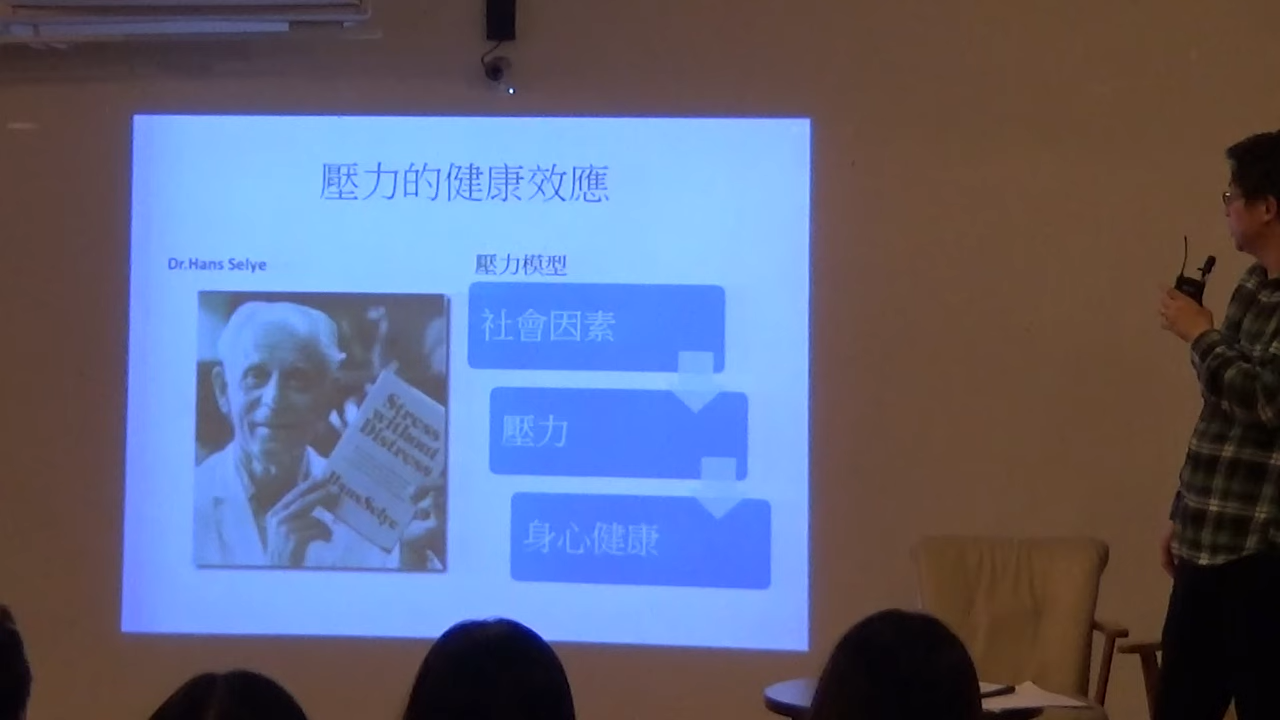 壓力的健康效應
Dr.Hans Selye
壓力模型
Stress
without
Distress
Hans Selye
社會因素
壓力
身心健康